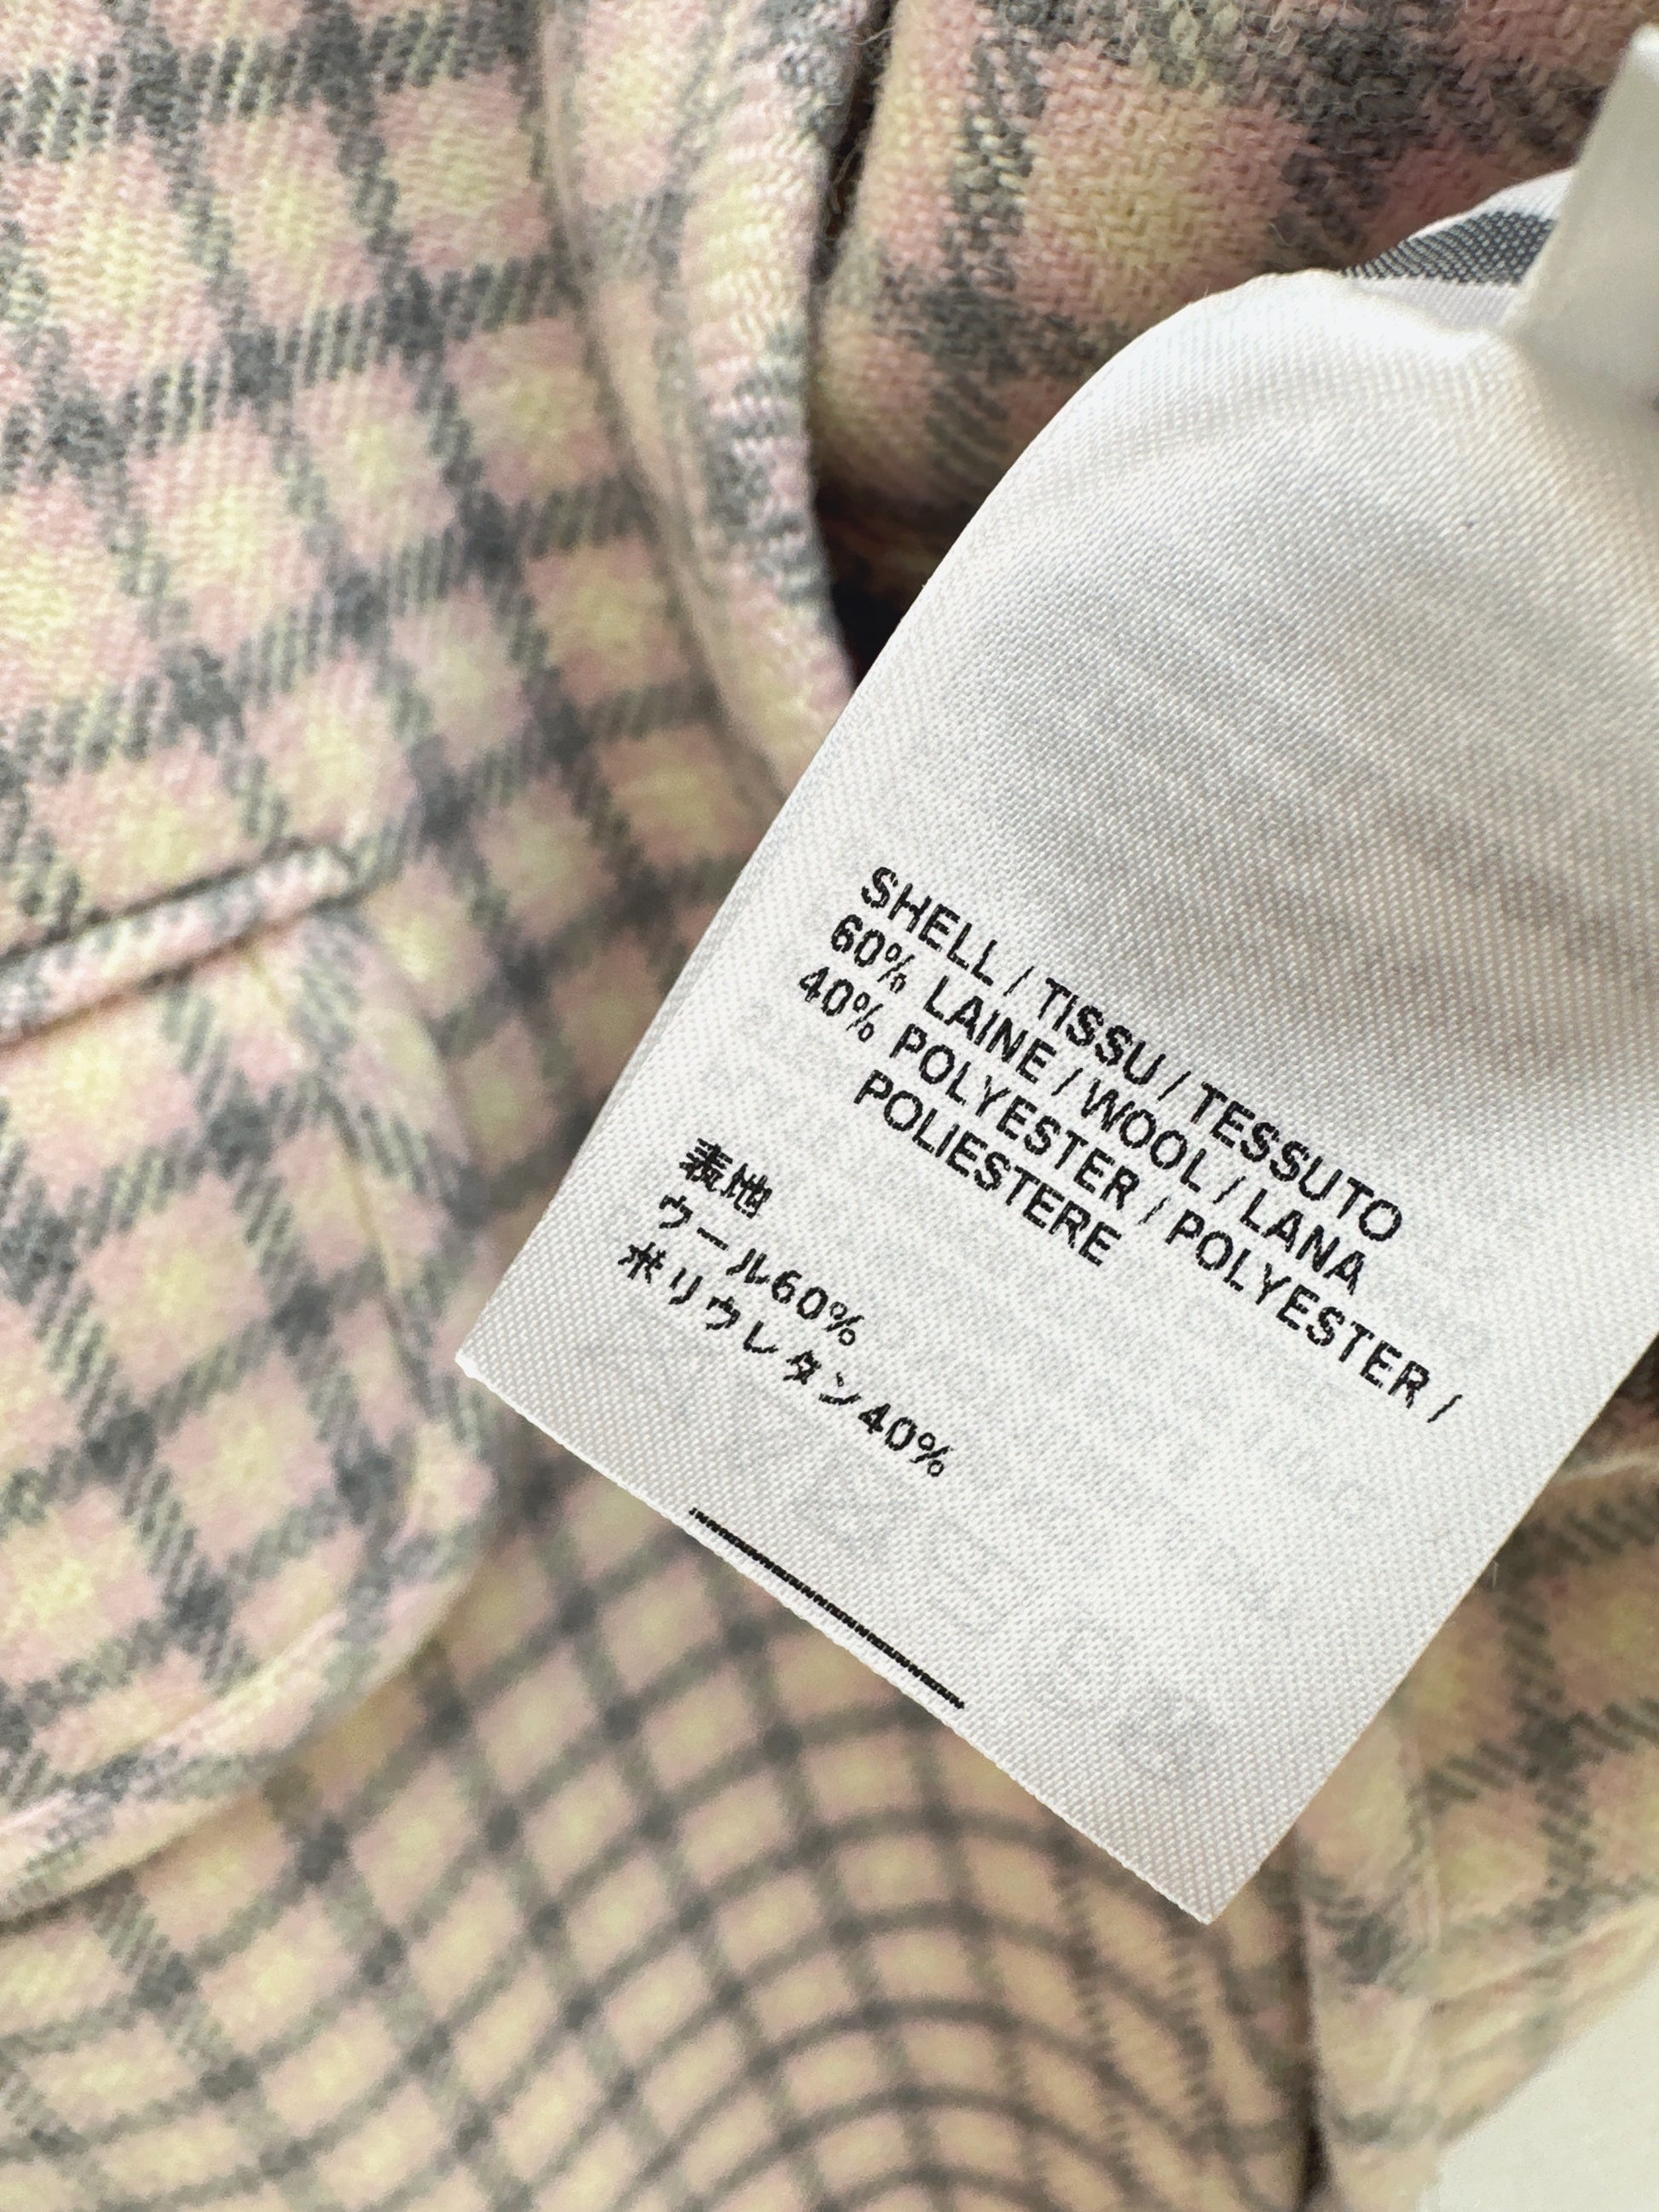 SHELL / TISSU / TESSUTO
60% LAINE / WOOL / LANA
40% POLYESTER / POLYESTER /
POLIESTERE
表地
ウール60%
ポリウレタン40%